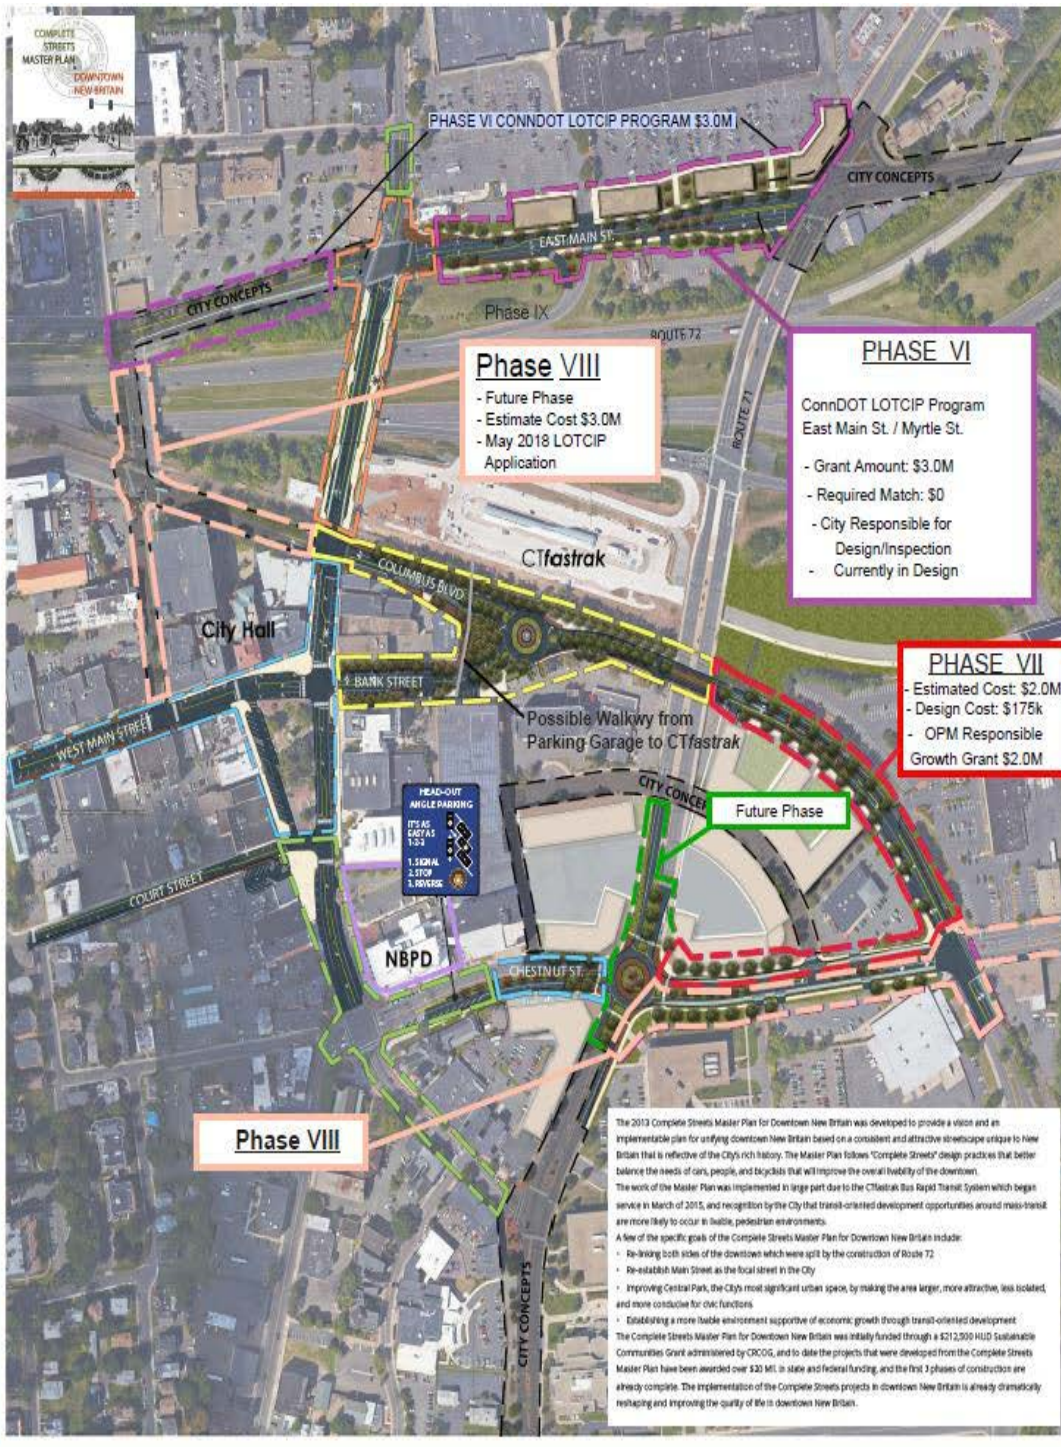 COMPLETE
STREETS
MASTER PLAN
DOWNTOWN
NEW BRITAIN
PHASE VI CONNDOT LOTCIP PROGRAM $3.0M
CITY CONCEPTS
EAST MAIN ST.
CITY CONCEPTS
Phase IX
ROUTE 72
ROUTE 71
Phase VIII
- Future Phase
- Estimate Cost $3.0M
- May 2018 LOTCIP
Application
PHASE VI
ConnDOT LOTCIP Program
East Main St. / Myrtle St.
- Grant Amount: $3.0M
- Required Match: $0
- City Responsible for
Design/Inspection
- Currently in Design
CTfastrak
COLUMBUS BLVD
City Hall
BANK STREET
WEST MAIN STREET
Possible Walkwy from
Parking Garage to CTfastrak
PHASE VII
- Estimated Cost: $2.0M
- Design Cost: $175k
- OPM Responsible
Growth Grant $2.0M
HEAD-OUT
ANGLE PARKING
IT'S AS
EASY AS
1-2-3
1. SIGNAL
2. STOP
3. REVERSE
CITY CONCEP
Future Phase
COURT STREET
NBPD
CHESTNUT ST.
Phase VIII
CITY CONCEPTS
The 2013 Complete Streets Master Plan for Downtown New Britain was developed to provide a vision and an
implementable plan for unifying downtown New Britain based on a consistent and attractive streetscape unique to New
Britain that is reflective of the City's rich history. The Master Plan follows "Complete Streets" design practices that better
balance the needs of cars, people, and bicyclists that will improve the overall livability of the downtown.
The work of the Master Plan was implemented in large part due to the CTfastrak Bus Rapid Transit System which began
service in March of 2015, and recognition by the City that transit-oriented development opportunities around mass-transit
are more likely to occur in livable, pedestrian environments.
A few of the specific goals of the Complete Streets Master Plan for Downtown New Britain include:
• Re-linking both sides of the downtown which were split by the construction of Route 72
• Re-establish Main Street as the focal street in the City
• Improving Central Park, the City's most significant urban space, by making the area larger, more attractive, less isolated,
and more conducive for civic functions
• Establishing a more livable environment supportive of economic growth through transit-oriented development
The Complete Streets Master Plan for Downtown New Britain was initially funded through a $212,500 HUD Sustainable
Communities Grant administered by CRCOG, and to date the projects that were developed from the Complete Streets
Master Plan have been awarded over $20 Mil. in state and federal funding, and the first 3 phases of construction are
already complete. The implementation of the Complete Streets projects in downtown New Britain is already dramatically
reshaping and improving the quality of life in downtown New Britain.